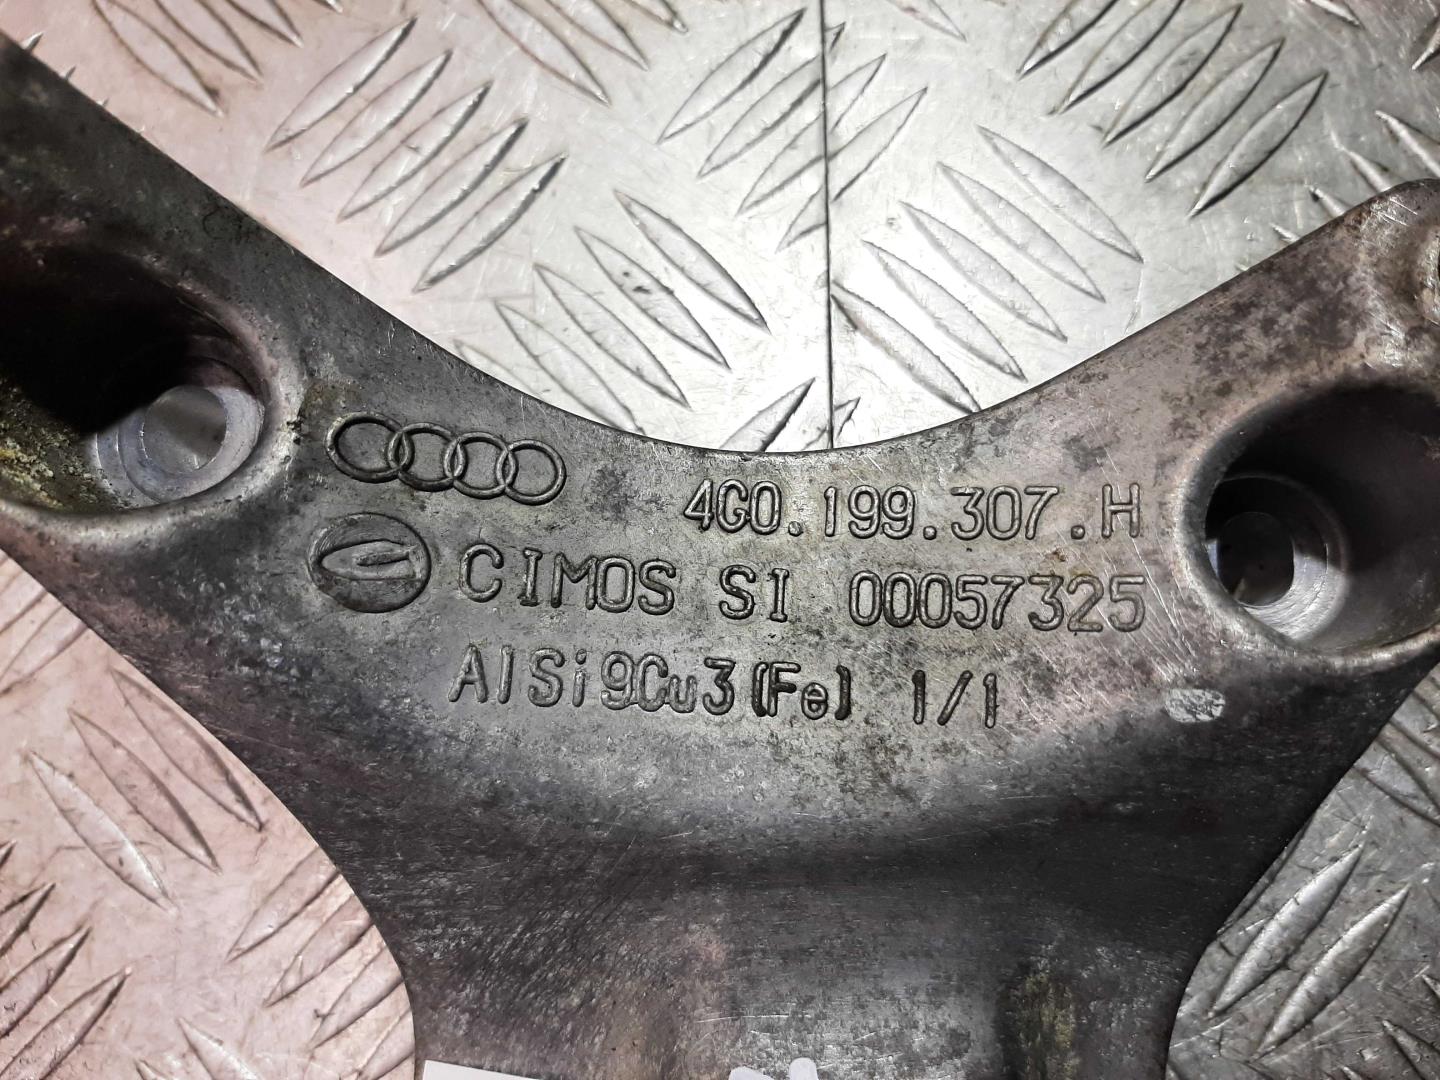 4G0.199.307.H
CIMOS SI 00057325
AlSi9Cu3(Fe) 1/1